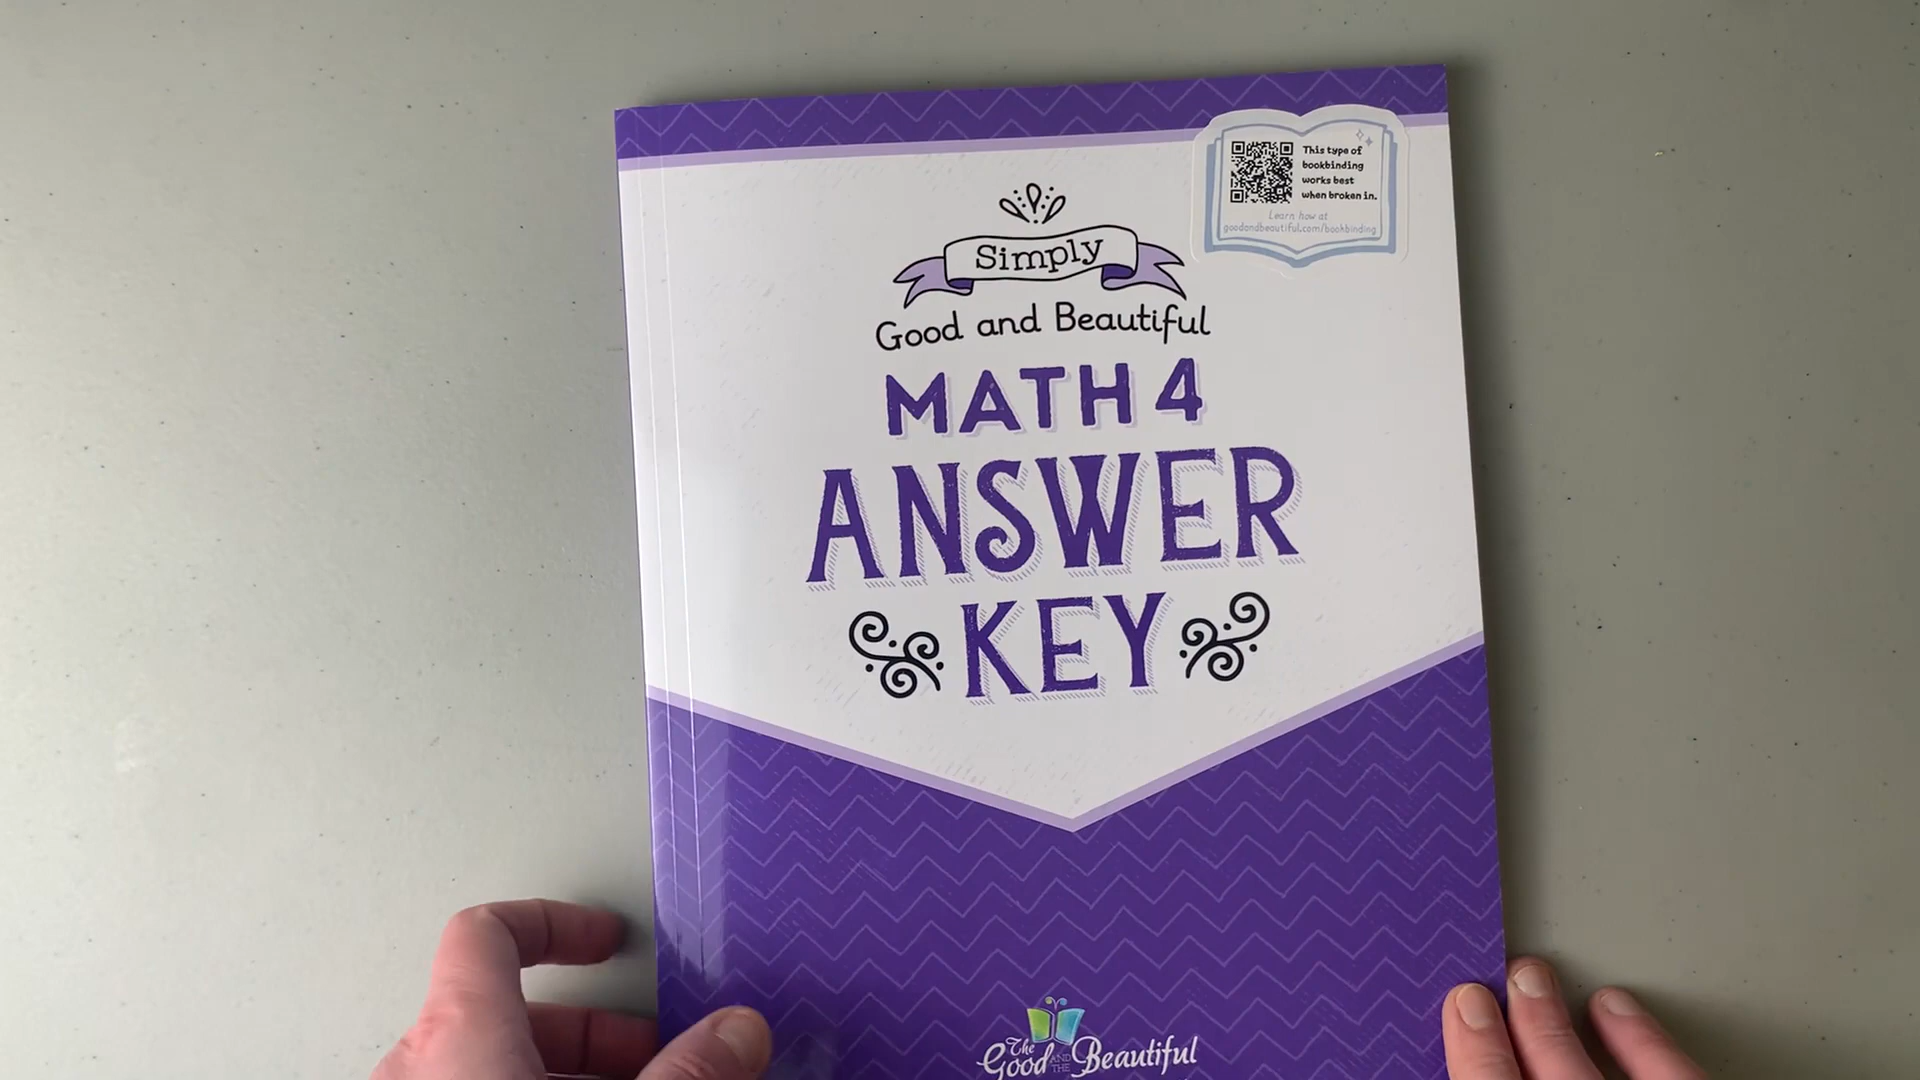 This type of
bookbinding
works best
when broken in.
Learn how at
goodandbeautiful.com/bookbinding
Simply
Good and Beautiful
MATH 4
ANSWER
KEY
The
Good AND THE Beautiful